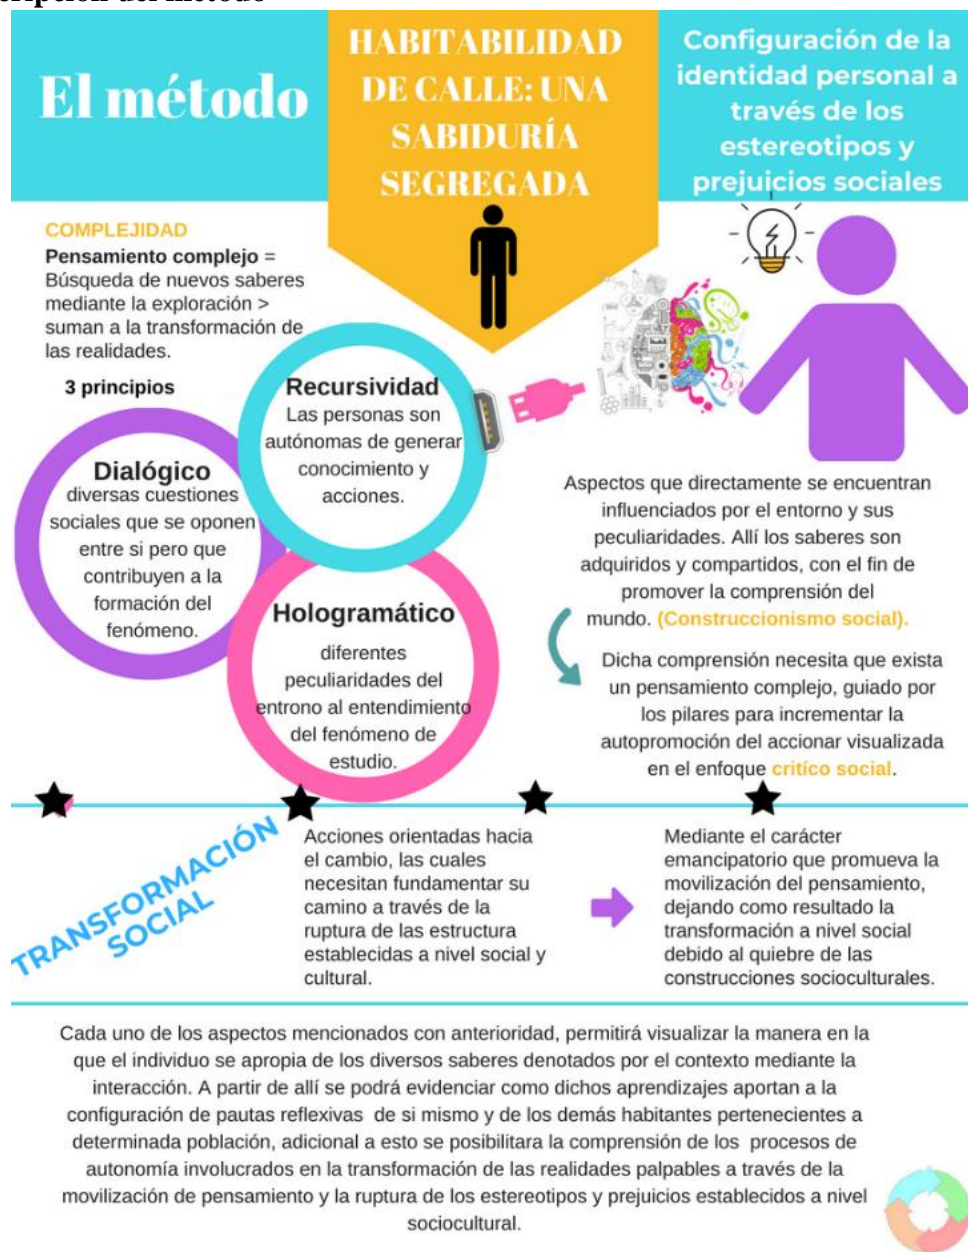 cripción del método
El método
HABITABILIDAD
DE CALLE: UNA
SABIDURÍA
SEGREGADA
Configuración de la
identidad personal a
través de los
estereotipos y
prejuicios sociales
COMPLEJIDAD
Pensamiento complejo =
Búsqueda de nuevos saberes
mediante la exploración >
suman a la transformación de
las realidades.
3 principios
Recursividad
Las personas son
autónomas de generar
conocimiento y
acciones.
Dialógico
diversas cuestiones
sociales que se oponen
entre si pero que
contribuyen a la
formación del
fenómeno.
Hologramático
diferentes
peculiaridades del
entrono al entendimiento
del fenómeno de
estudio.
Aspectos que directamente se encuentran
influenciados por el entorno y sus
peculiaridades. Allí los saberes son
adquiridos y compartidos, con el fin de
promover la comprensión del
mundo. (Construccionismo social).
Dicha comprensión necesita que exista
un pensamiento complejo, guiado por
los pilares para incrementar la
autopromoción del accionar visualizada
en el enfoque critíco social.
TRANSFORMACIÓN
SOCIAL
Acciones orientadas hacia
el cambio, las cuales
necesitan fundamentar su
camino a través de la
ruptura de las estructura
establecidas a nivel social y
cultural.
Mediante el carácter
emancipatorio que promueva la
movilización del pensamiento,
dejando como resultado la
transformación a nivel social
debido al quiebre de las
construcciones socioculturales.
Cada uno de los aspectos mencionados con anterioridad, permitirá visualizar la manera en la
que el individuo se apropia de los diversos saberes denotados por el contexto mediante la
interacción. A partir de allí se podrá evidenciar como dichos aprendizajes aportan a la
configuración de pautas reflexivas de si mismo y de los demás habitantes pertenecientes a
determinada población, adicional a esto se posibilitara la comprensión de los procesos de
autonomía involucrados en la transformación de las realidades palpables a través de la
movilización de pensamiento y la ruptura de los estereotipos y prejuicios establecidos a nivel
sociocultural.